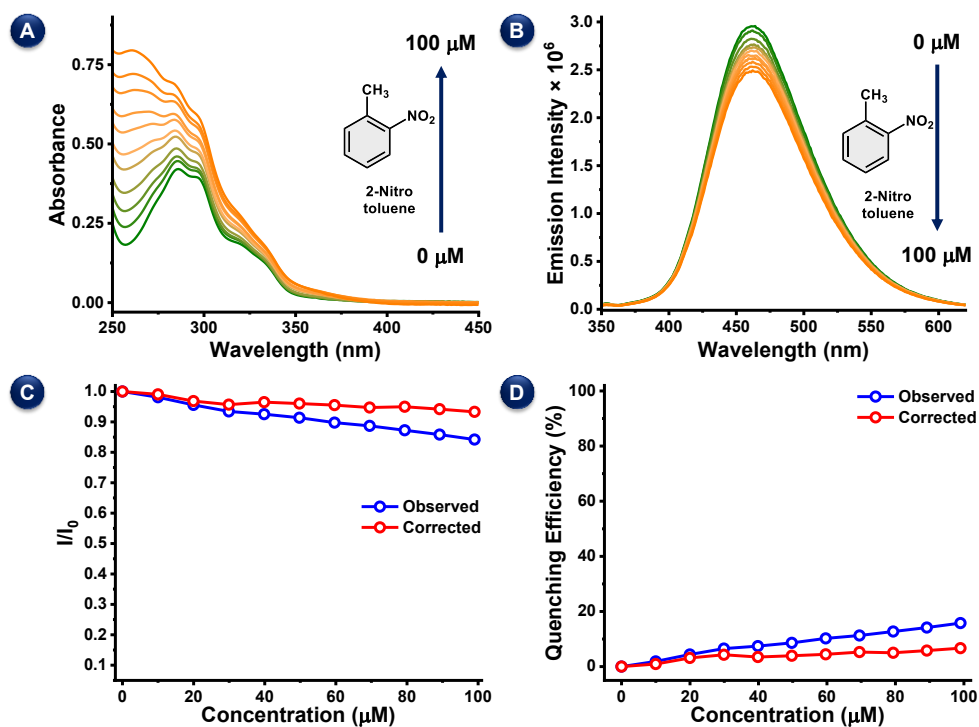 A
100 μM
CH3
NO2
2-Nitro
toluene
0 μM
Absorbance
0.75
0.50
0.25
0.00
250 300 350 400 450
Wavelength (nm)
B
0 μM
CH3
NO2
2-Nitro
toluene
100 μM
Emission Intensity × 10⁶
3.0
2.5
2.0
1.5
1.0
5.0
0.0
350 400 450 500 550 600
Wavelength (nm)
C
I/I0
1.0
0.9
0.8
0.7
0.6
0.5
0.4
0.3
0.2
0.1
Observed
Corrected
0 20 40 60 80 100
Concentration (μM)
D
Quenching Efficiency (%)
100
80
60
40
20
0
Observed
Corrected
0 20 40 60 80 100
Concentration (μM)